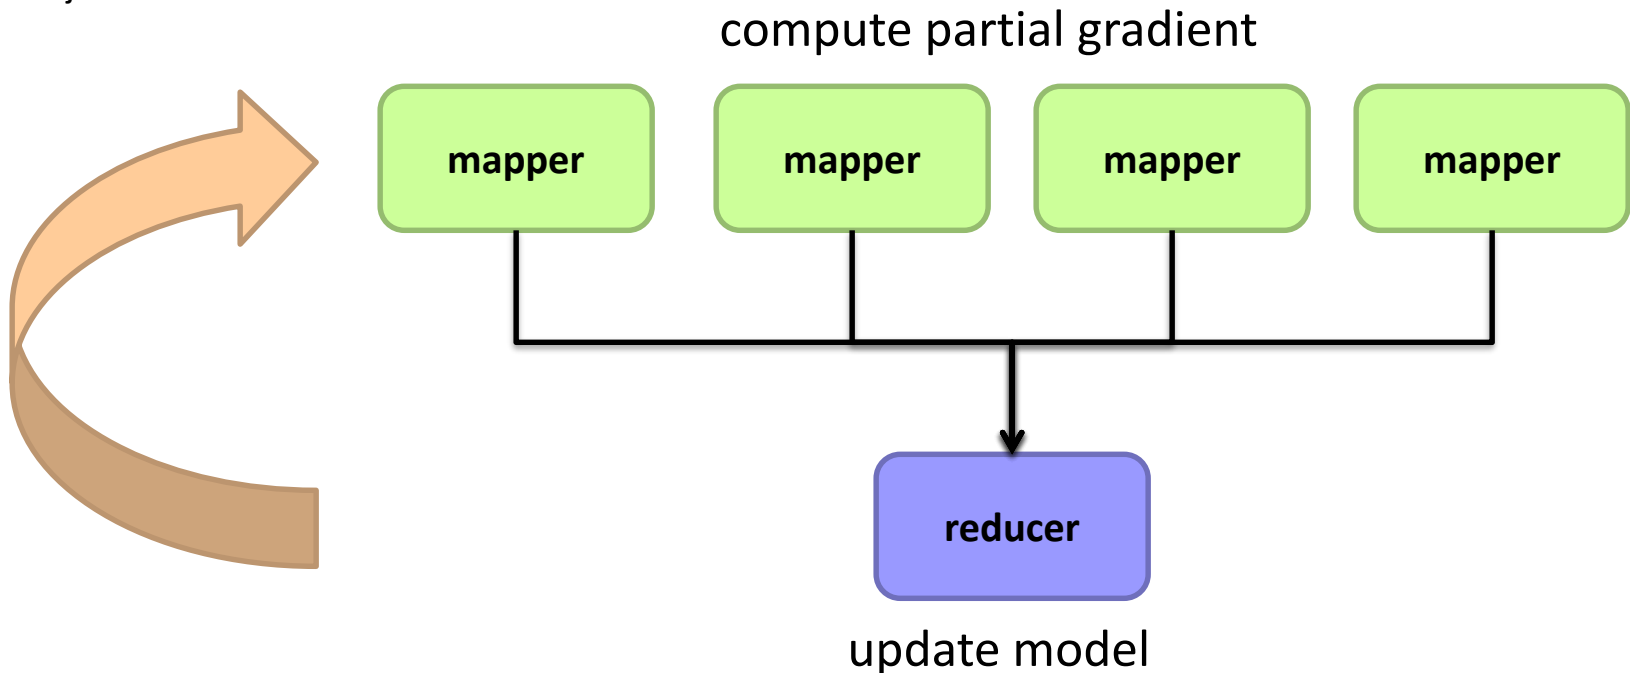 compute partial gradient
mapper mapper mapper mapper
reducer
update model